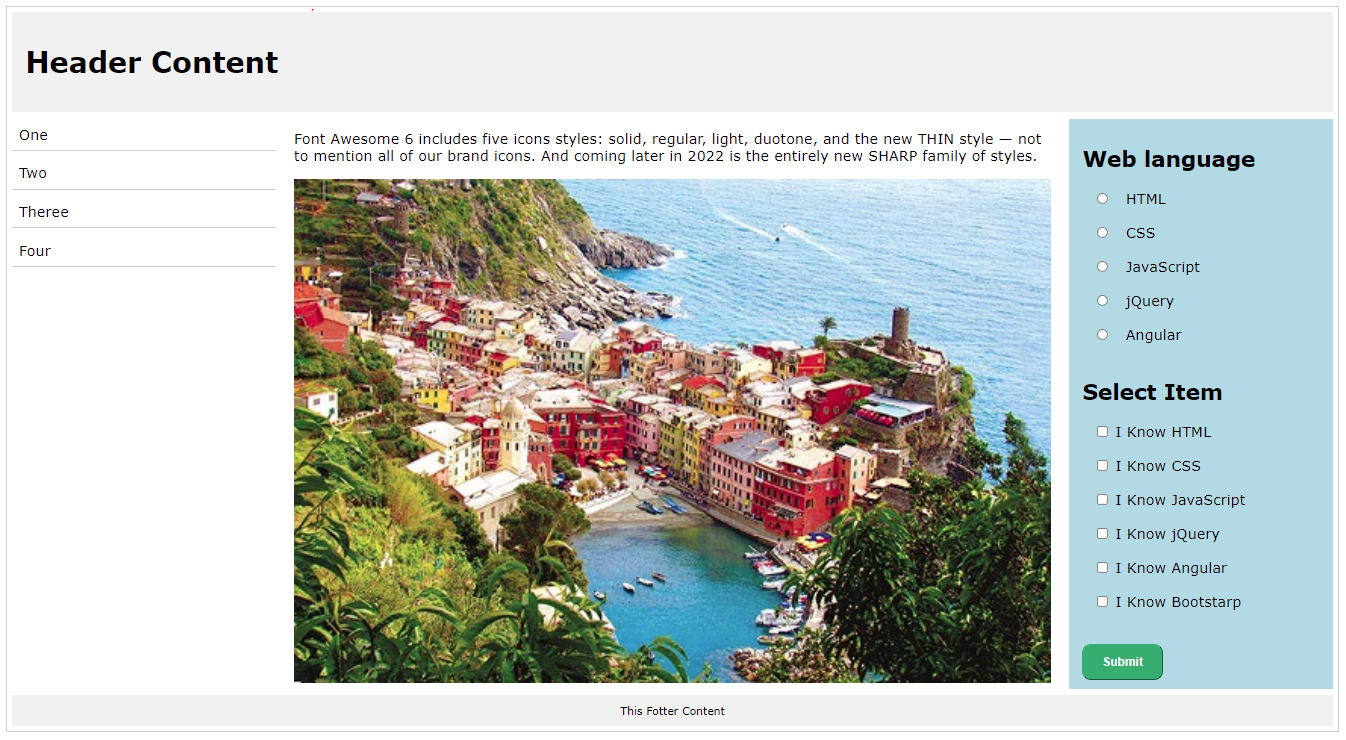 Header Content
One
Two
Theree
Four
Font Awesome 6 includes five icons styles: solid, regular, light, duotone, and the new THIN style — not
to mention all of our brand icons. And coming later in 2022 is the entirely new SHARP family of styles.
Web language
HTML
CSS
JavaScript
jQuery
Angular
Select Item
I Know HTML
I Know CSS
I Know JavaScript
I Know jQuery
I Know Angular
I Know Bootstarp
Submit
This Fotter Content